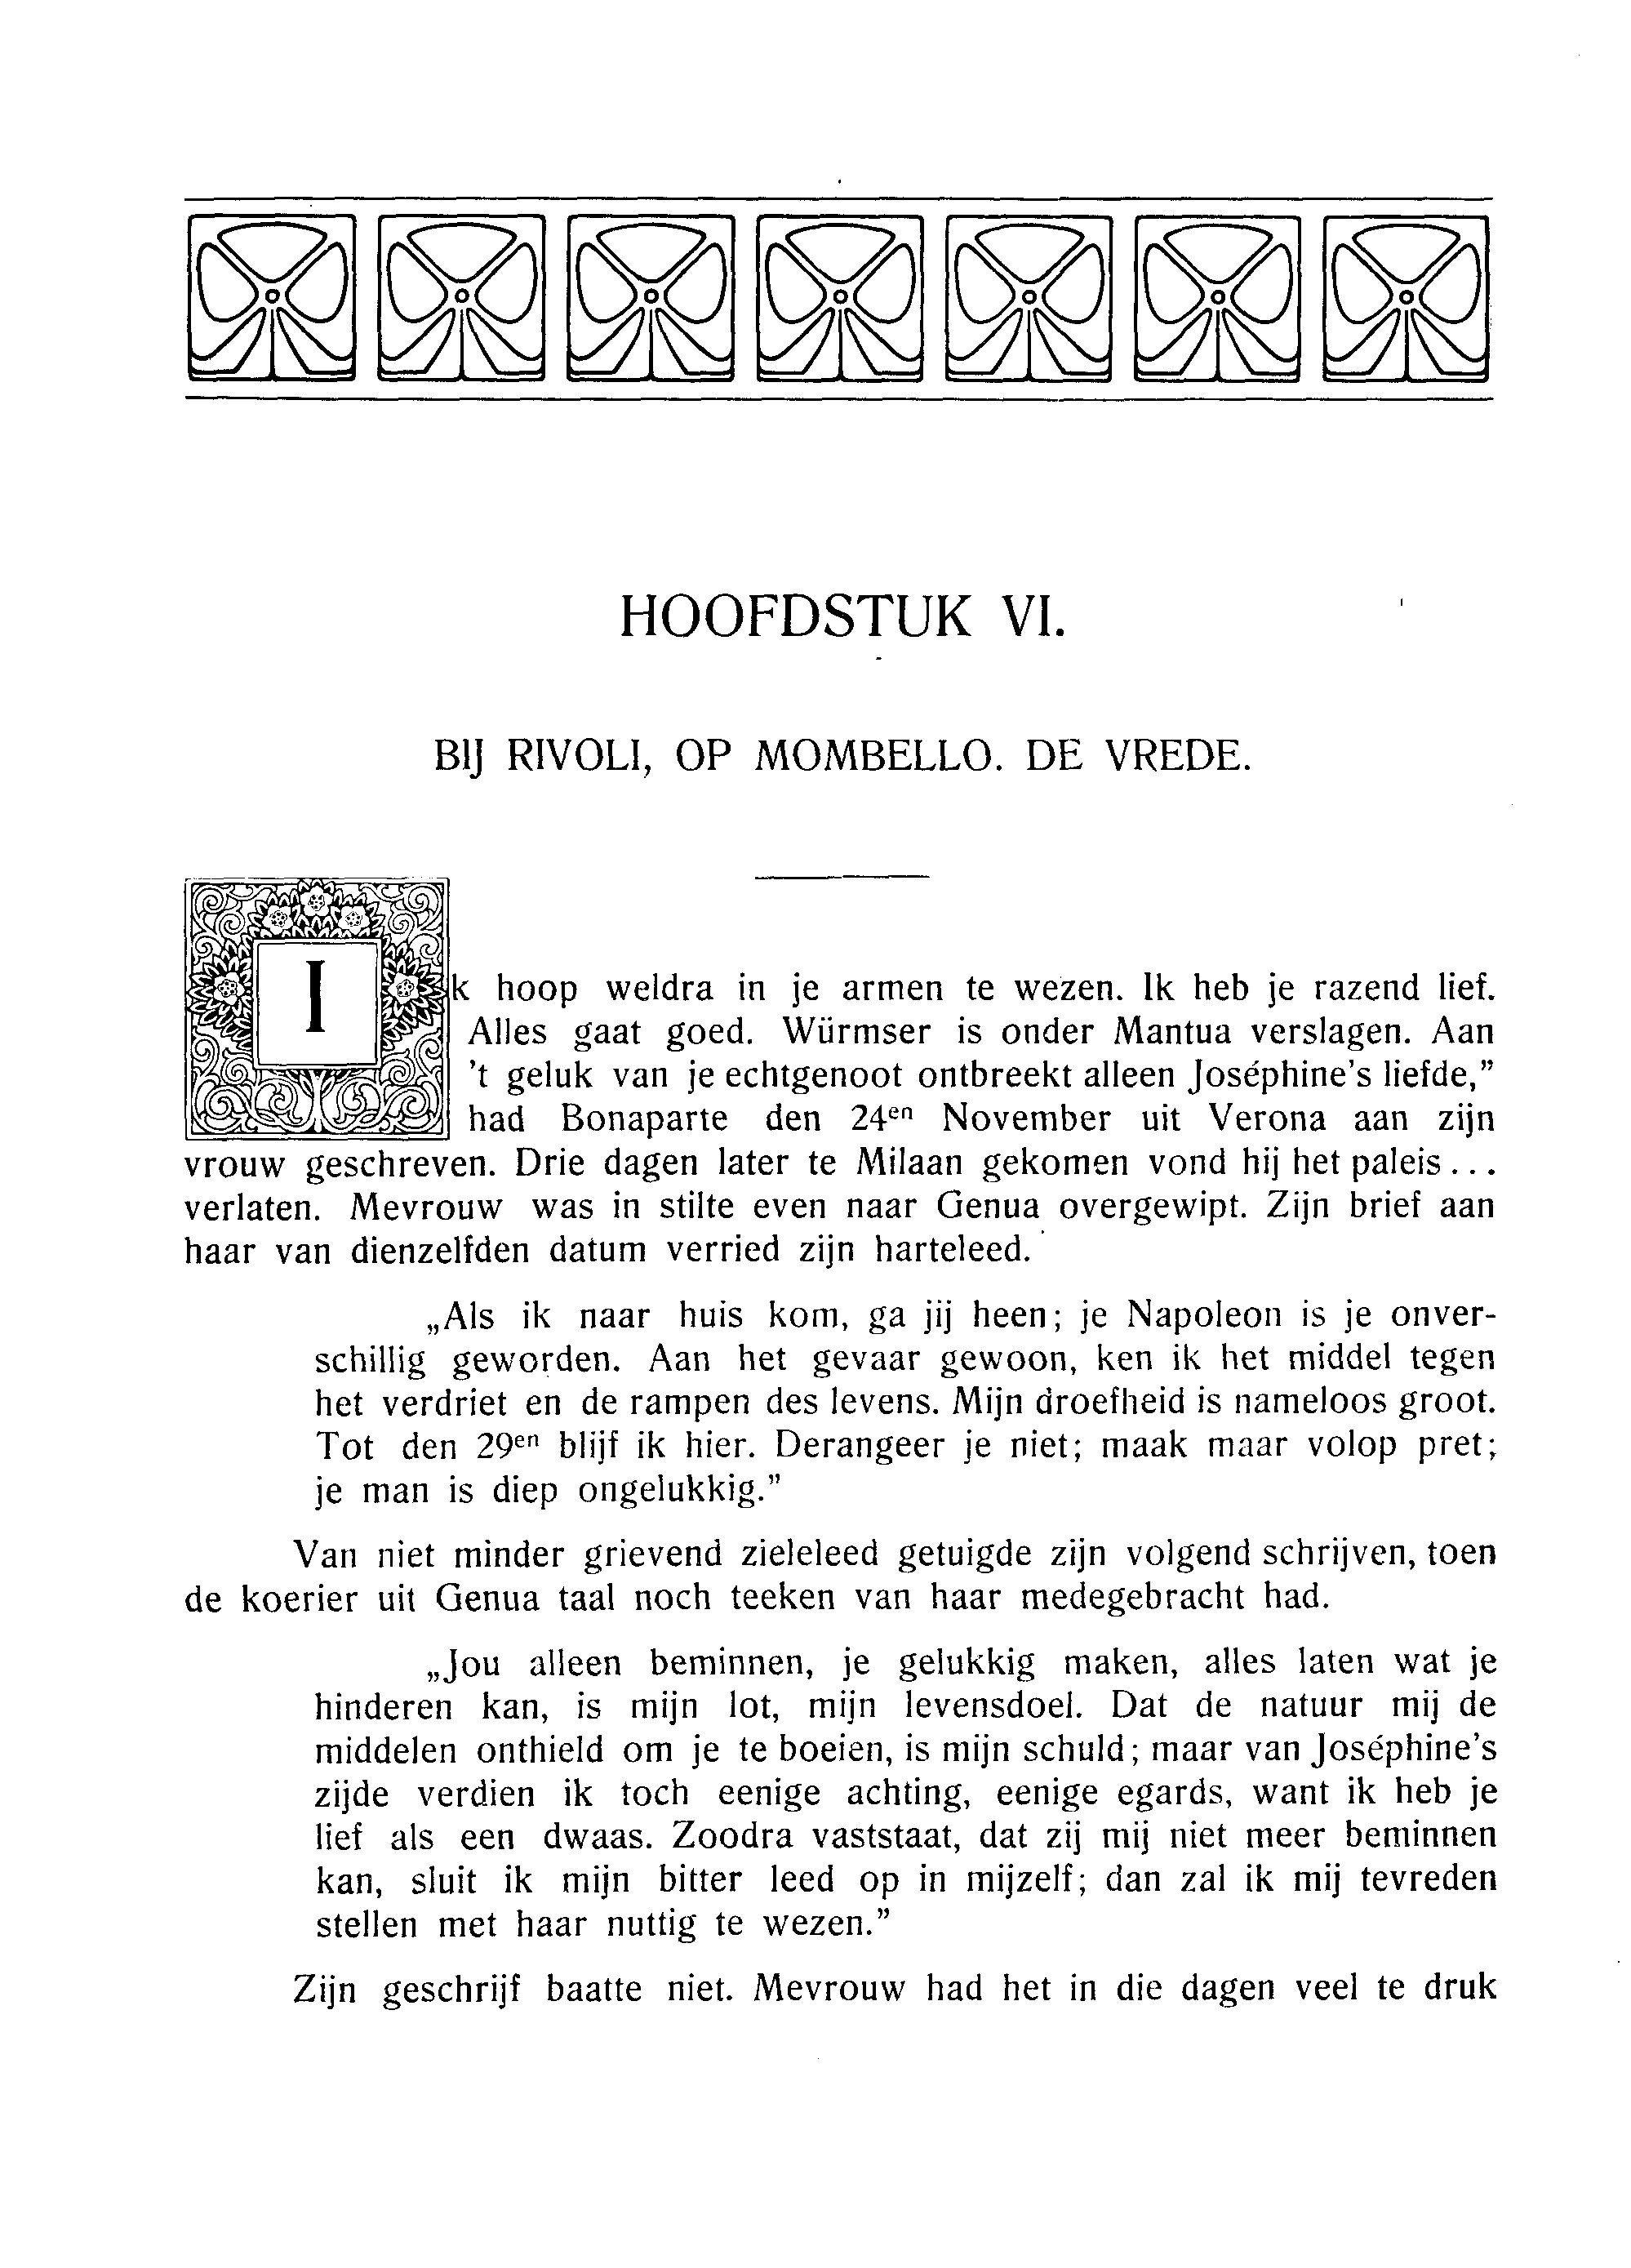 HOOFDSTUK VI.
BIJ RIVOLI, OP MOMBELLO. DE VREDE.
Ik hoop weldra in je armen te wezen. Ik heb je razend lief.
Alles gaat goed. Würmser is onder Mantua verslagen. Aan
't geluk van je echtgenoot ontbreekt alleen Joséphine's liefde,”
had Bonaparte den 24en November uit Verona aan zijn
vrouw geschreven. Drie dagen later te Milaan gekomen vond hij het paleis...
verlaten. Mevrouw was in stilte even naar Genua overgewipt. Zijn brief aan
haar van dienzelfden datum verried zijn harteleed.
„Als ik naar huis kom, ga jij heen; je Napoleon is je onver-
schillig geworden. Aan het gevaar gewoon, ken ik het middel tegen
het verdriet en de rampen des levens. Mijn droefheid is nameloos groot.
Tot den 29en blijf ik hier. Derangeer je niet; maak maar volop pret;
je man is diep ongelukkig.”
Van niet minder grievend zieleleed getuigde zijn volgend schrijven, toen
de koerier uit Genua taal noch teeken van haar medegebracht had.
„Jou alleen beminnen, je gelukkig maken, alles laten wat je
hinderen kan, is mijn lot, mijn levensdoel. Dat de natuur mij de
middelen onthield om je te boeien, is mijn schuld; maar van Joséphine's
zijde verdien ik toch eenige achting, eenige egards, want ik heb je
lief als een dwaas. Zoodra vaststaat, dat zij mij niet meer beminnen
kan, sluit ik mijn bitter leed op in mijzelf; dan zal ik mij tevreden
stellen met haar nuttig te wezen.”
Zijn geschrijf baatte niet. Mevrouw had het in die dagen veel te druk